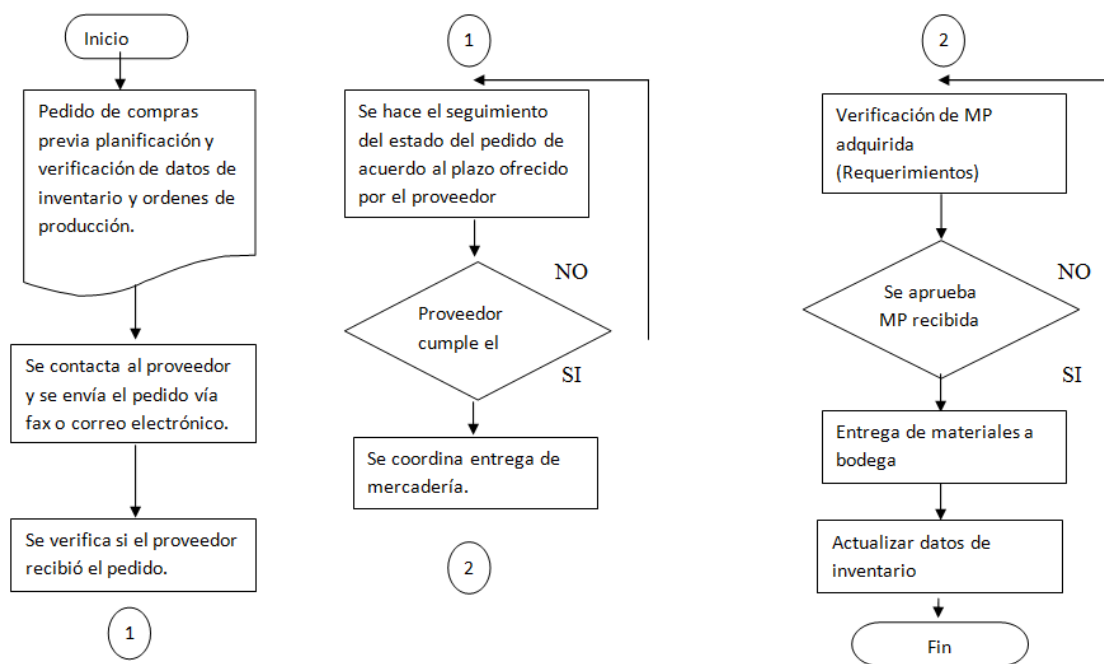 Inicio
Pedido de compras
previa planificación y
verificación de datos de
inventario y ordenes de
producción.
Se contacta al proveedor
y se envía el pedido vía
fax o correo electrónico.
Se verifica si el proveedor
recibió el pedido.
1
1
Se hace el seguimiento
del estado del pedido de
acuerdo al plazo ofrecido
por el proveedor
NO
Proveedor
cumple el
SI
Se coordina entrega de
mercadería.
2
2
Verificación de MP
adquirida
(Requerimientos)
NO
Se aprueba
MP recibida
SI
Entrega de materiales a
bodega
Actualizar datos de
inventario
Fin